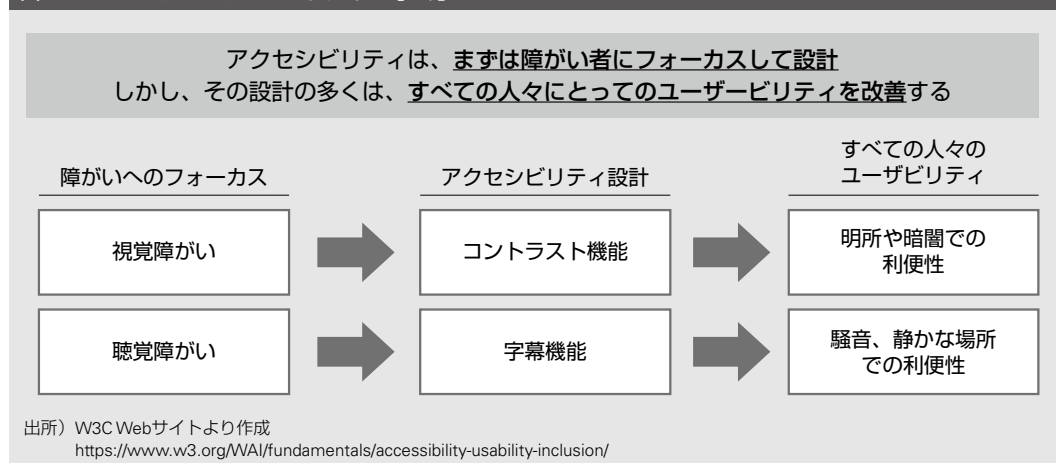 アクセシビリティは、まずは障がい者にフォーカスして設計
しかし、その設計の多くは、すべての人々にとってのユーザービリティを改善する
障がいへのフォーカス
アクセシビリティ設計
すべての人々の
ユーザビリティ
視覚障がい
コントラスト機能
明所や暗闇での
利便性
聴覚障がい
字幕機能
騒音、静かな場所
での利便性
出所）W3C Webサイトより作成
https://www.w3.org/WAI/fundamentals/accessibility-usability-inclusion/